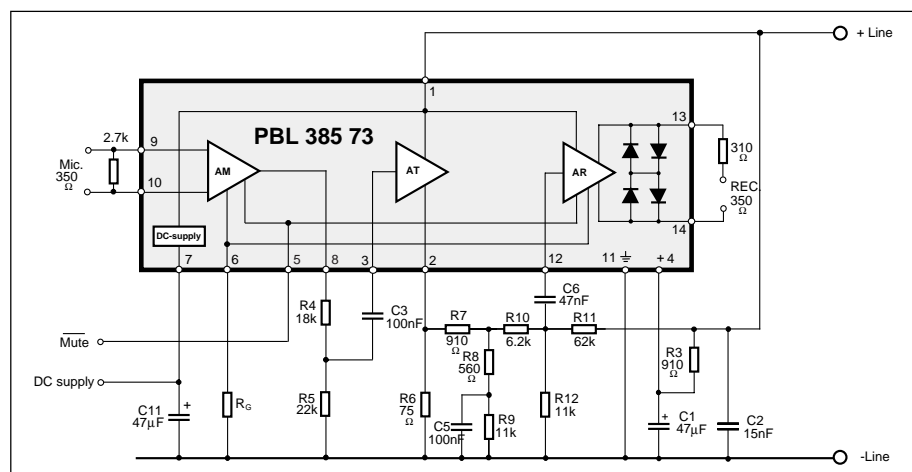 + Line
1
PBL 385 73
13
2.7k
9
310
Ω
Mic.
350
Ω
AM
AT
AR
REC.
350
Ω
10
14
DC-supply
7
6
5
8
3
2
12
11
+ 4
C6
47nF
R4
18k
C3
100nF
R7
910
Ω
R10
6.2k
R11
62k
Mute
R8
560
Ω
R3
910
Ω
DC supply
C11
47µF
+
RG
R5
22k
R6
75
Ω
C5
100nF
R9
11k
R12
11k
+
C1
47µF
C2
15nF
-Line